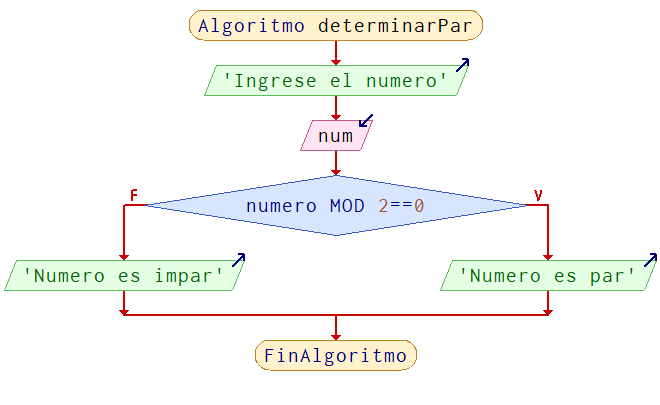 Algoritmo determinarPar
'Ingrese el numero'
num
F
V
numero MOD 2==0
'Numero es impar'
'Numero es par'
FinAlgoritmo